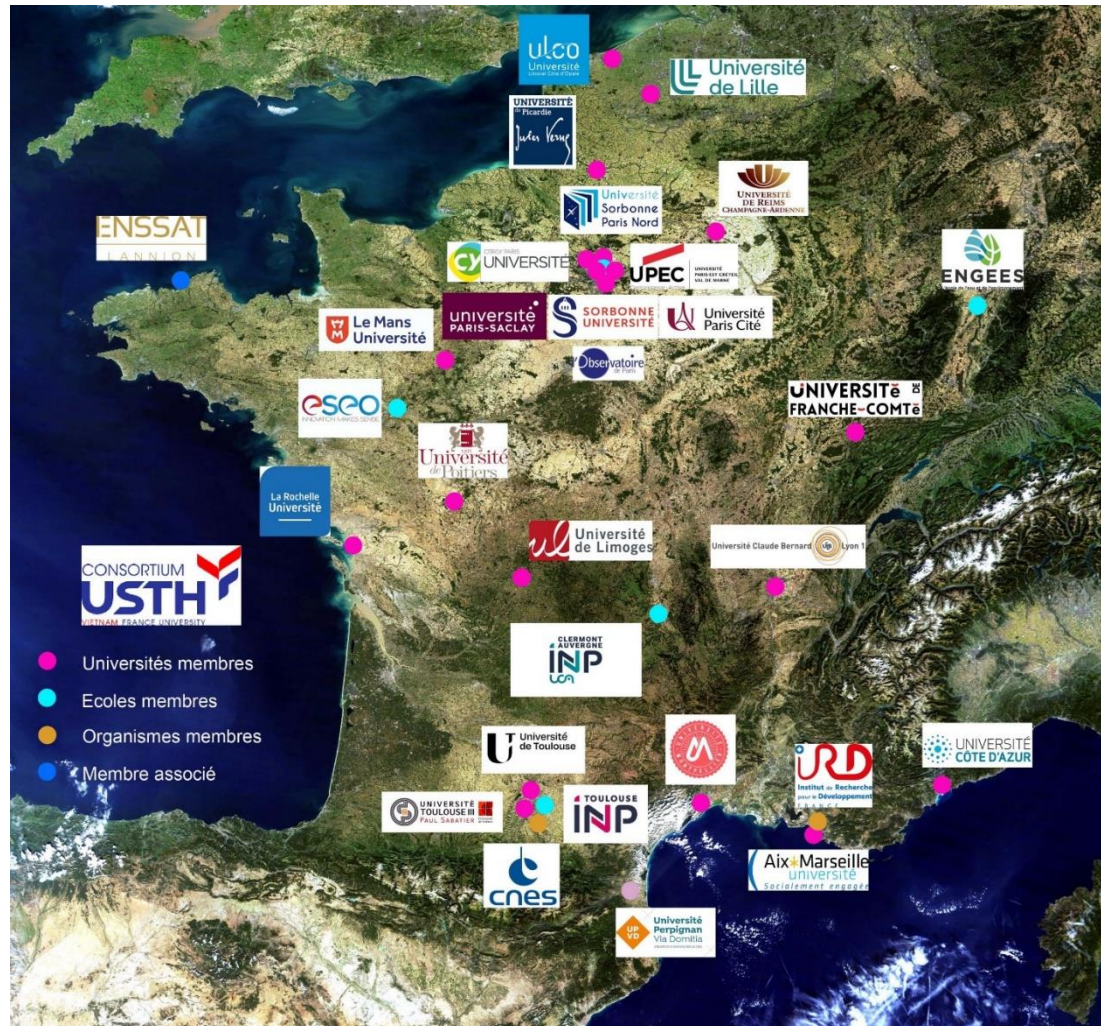 ulco
Université
Littoral Côte d'Opale
Université
de Lille
UNIVERSITÉ
de Picardie
Jules Verne
Université
Sorbonne
Paris Nord
UNIVERSITÉ
DE REIMS
CHAMPAGNE-ARDENNE
ENSSAT
LANNION
CY
CERGY PARIS
UNIVERSITÉ
UPEC
UNIVERSITÉ
PARIS-EST CRÉTEIL
VAL DE MARNE
ENGEES
Le Mans
Université
université
PARIS-SACLAY
S
SORBONNE
UNIVERSITÉ
Université
Paris Cité
l'Observatoire
de Paris
UNIVERSITĕ DE
FRANCHE-COMTĕ
eseo
INNOVATION MAKES SENSE
Université
de Poitiers
La Rochelle
Université
ul
Université
de Limoges
Université Claude Bernard Lyon 1
CONSORTIUM
USTH
VIETNAM FRANCE UNIVERSITY
Universités membres
Ecoles membres
Organismes membres
Membre associé
CLERMONT
AUVERGNE
INP
UCA
U
Université
de Toulouse
UNIVERSITÉ
TOULOUSE III
PAUL SABATIER
TOULOUSE
INP
cnes
IRD
Institut de Recherche
pour le Développement
FRANCE
UNIVERSITÉ
CÔTE D'AZUR
Aix*Marseille
université
Socialement engagée
UP
VD
Université
Perpignan
Via Domitia